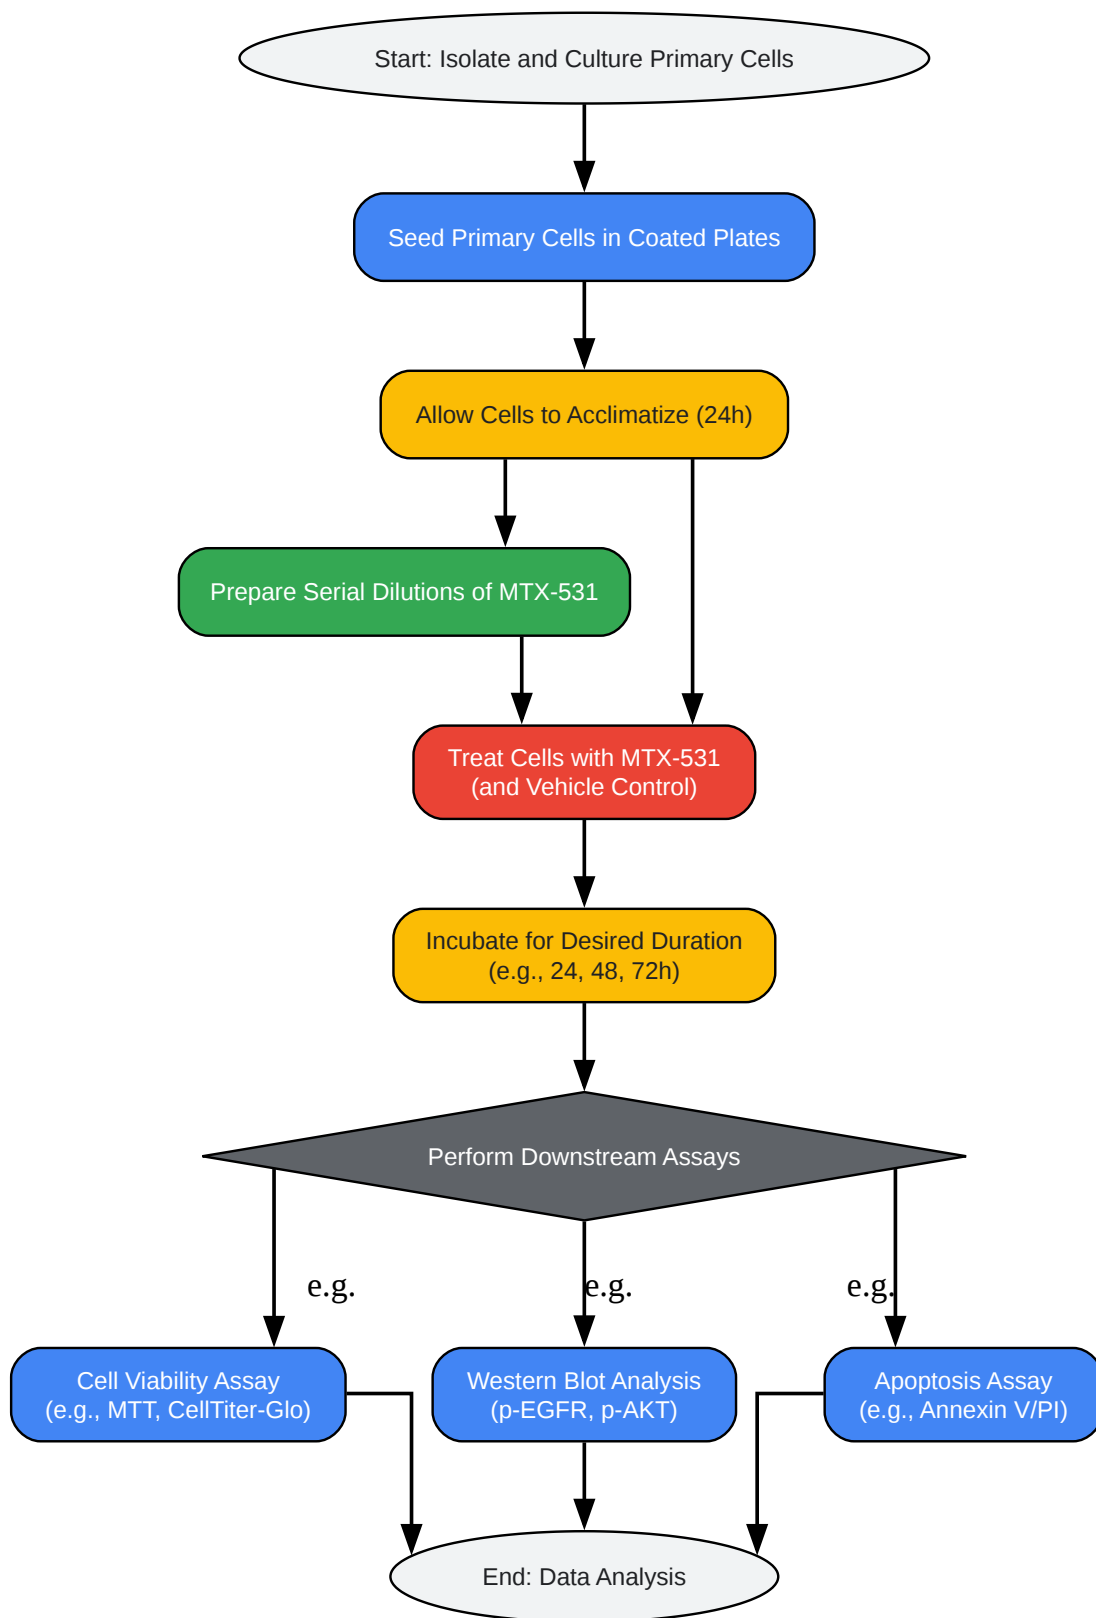 Start: Isolate and Culture Primary Cells
Seed Primary Cells in Coated Plates
Allow Cells to Acclimatize (24h)
Prepare Serial Dilutions of MTX-531
Treat Cells with MTX-531
(and Vehicle Control)
Incubate for Desired Duration
(e.g., 24, 48, 72h)
Perform Downstream Assays
e.g.
e.g.
e.g.
Cell Viability Assay
(e.g., MTT, CellTiter-Glo)
Western Blot Analysis
(p-EGFR, p-AKT)
Apoptosis Assay
(e.g., Annexin V/PI)
End: Data Analysis